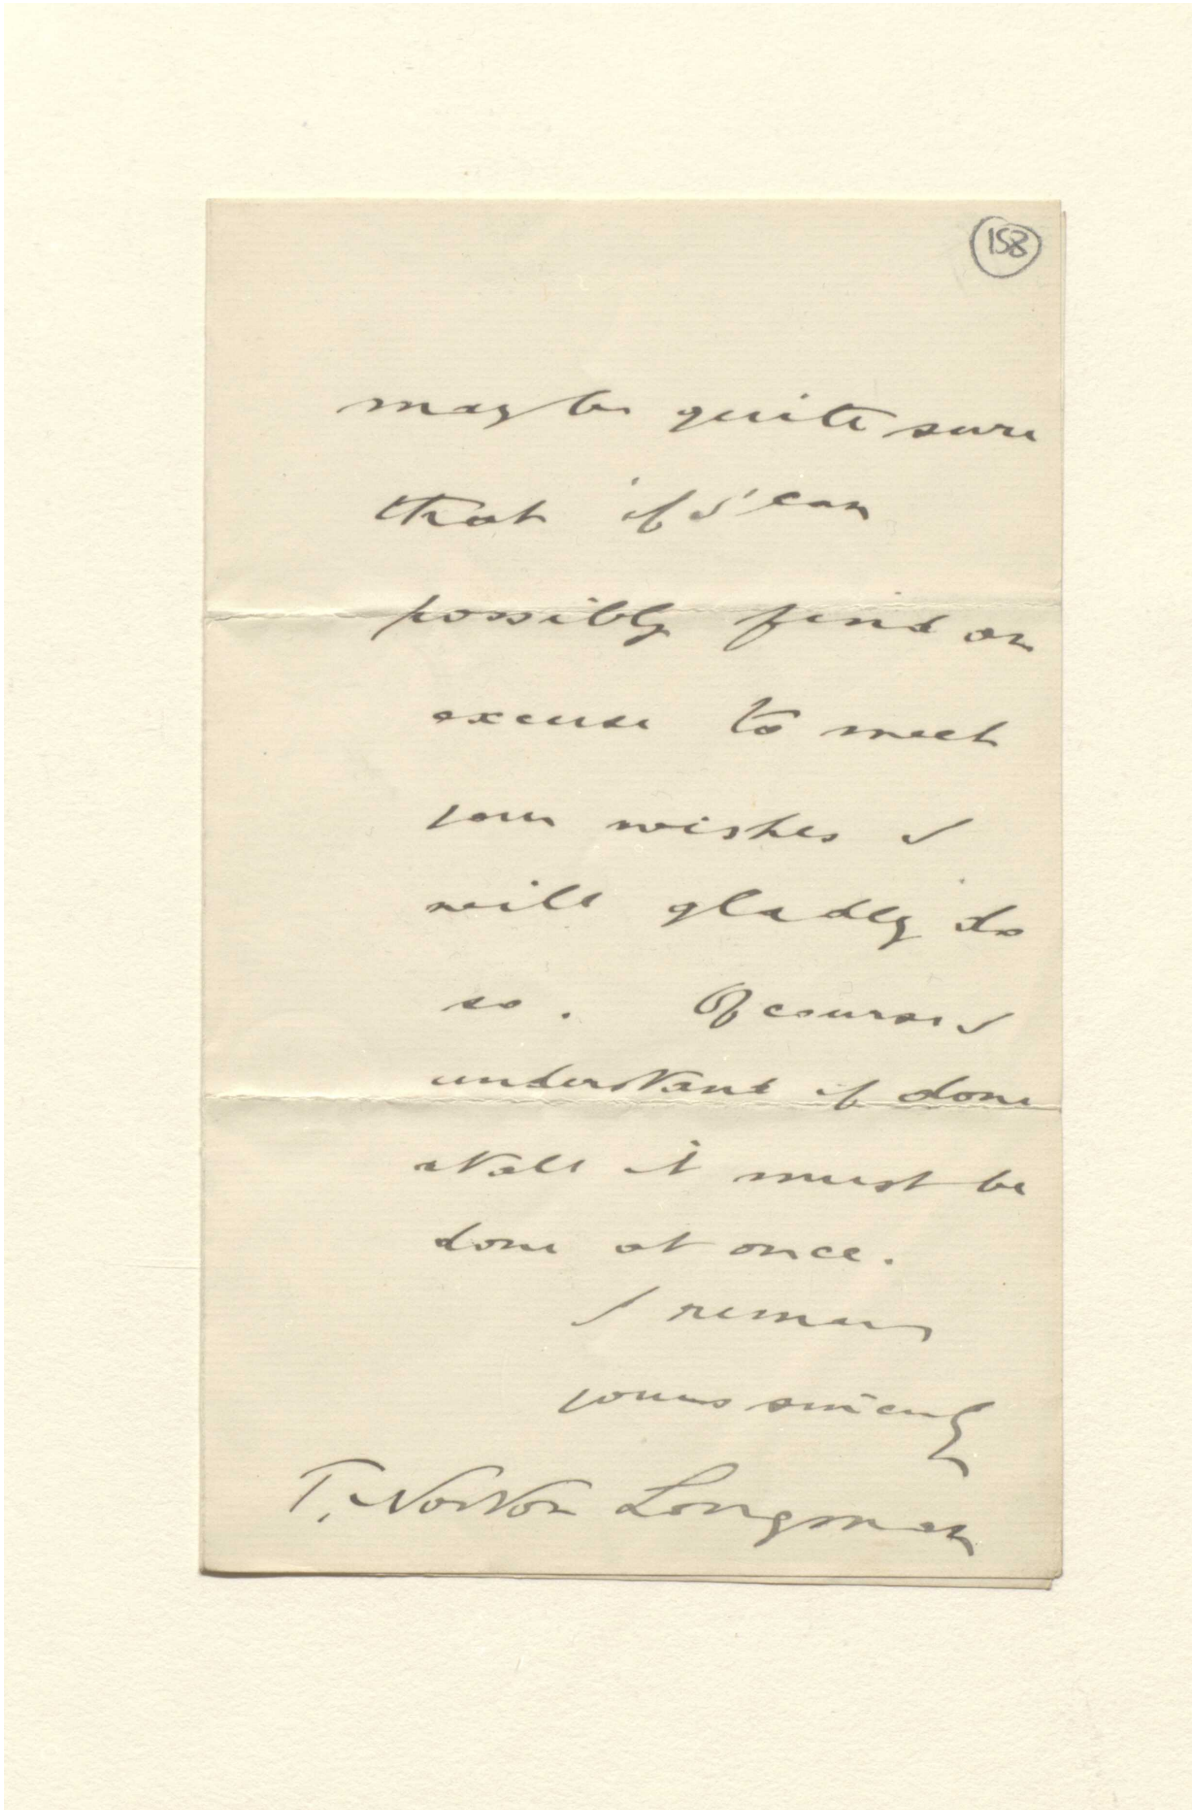 158
may be quite sure
that if I can
possibly find an
excuse to meet
your wishes I
will gladly do
so. Of course I
understand if done
at all it must be
done at once.
I remain
yours sincerely
T. Norton Longman